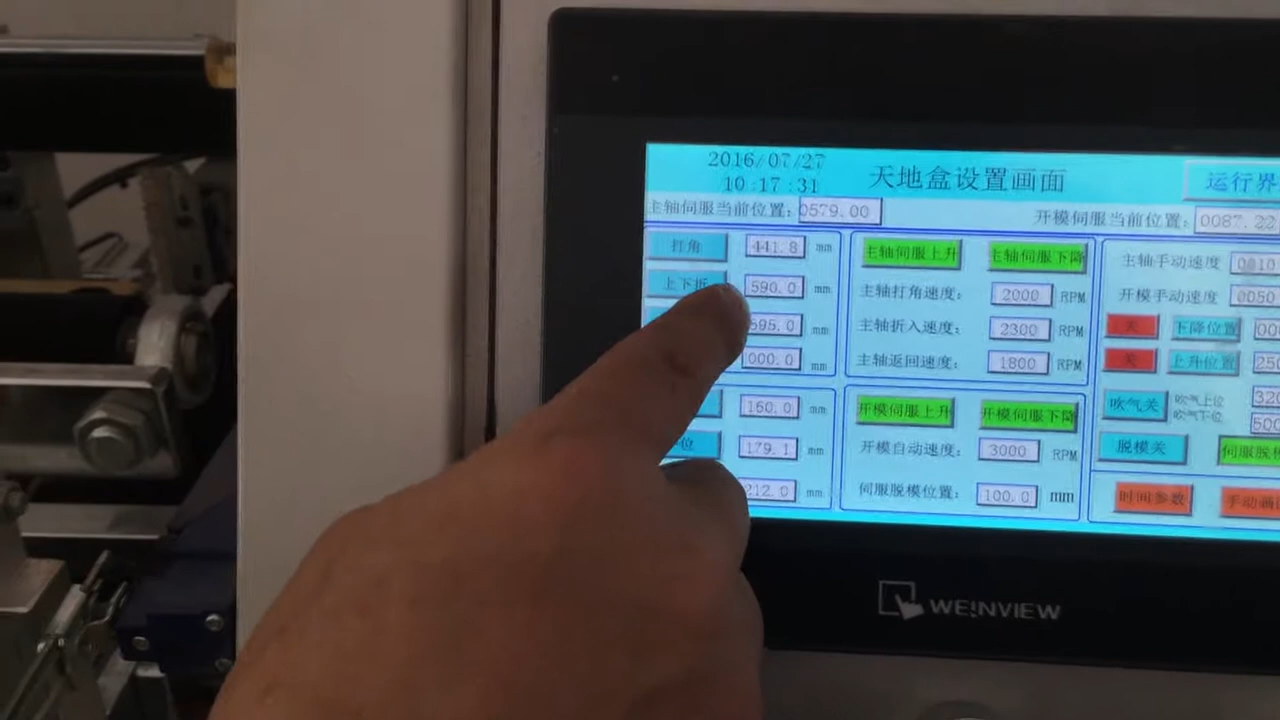 2016/07/27
10:17:31
天地盒设置画面
运行界
主轴伺服当前位置: 0579.00
开模伺服当前位置: 0087.22
打角 441.8 mm
上下折 590.0 mm
595.0 mm
000.0 mm
160.0 mm
位 179.1 mm
212.0 mm
主轴伺服上升 主轴伺服下降
主轴打角速度: 2000 RPM
主轴折入速度: 2300 RPM
主轴返回速度: 1800 RPM
开模伺服上升 开模伺服下降
开模自动速度: 3000 RPM
伺服脱模位置: 100.0 mm
主轴手动速度 0010
开模手动速度 0050
关 下降位置 00
关 上升位置 250
吹气关 吹气上位 320
吹气下位 500
脱模关 伺服脱模
时间参数 手动调
WEINVIEW